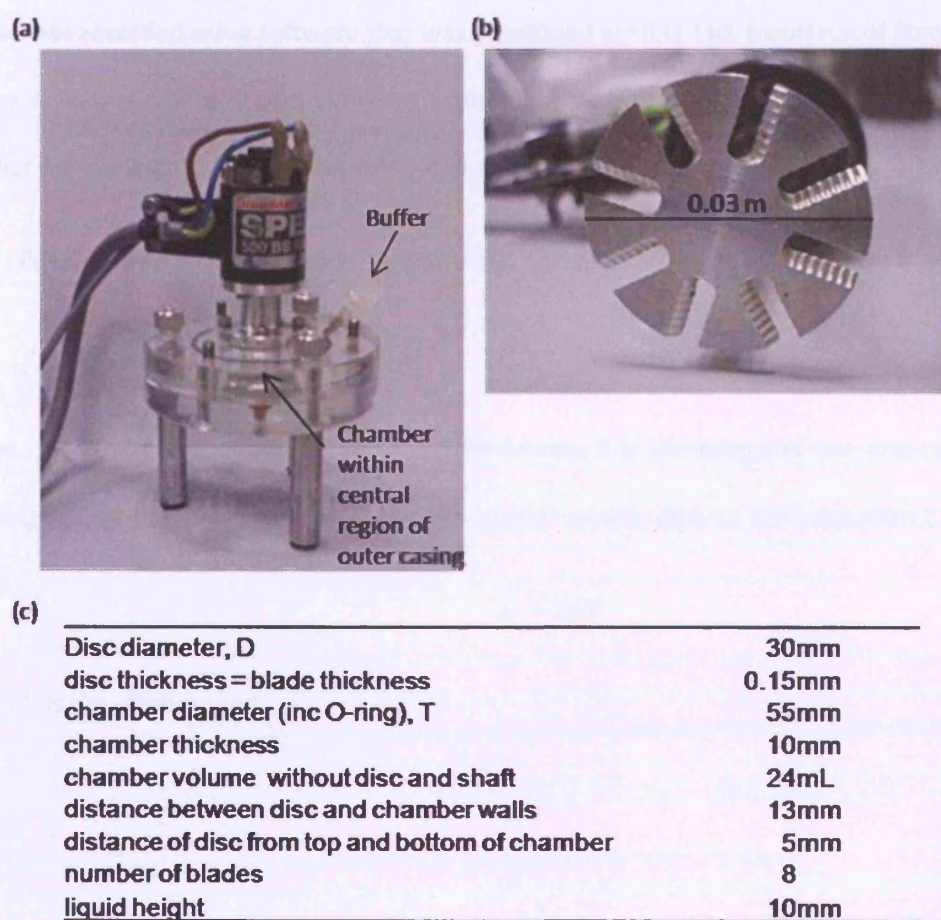 (a)
(b)
SPE
500 BB
Buffer
0.03 m
Chamber
within
central
region of
outer casing
(c)
Disc diameter, D 30mm
disc thickness = blade thickness 0.15mm
chamber diameter (inc O-ring), T 55mm
chamber thickness 10mm
chamber volume without disc and shaft 24mL
distance between disc and chamber walls 13mm
distance of disc from top and bottom of chamber 5mm
number of blades 8
liquid height 10mm